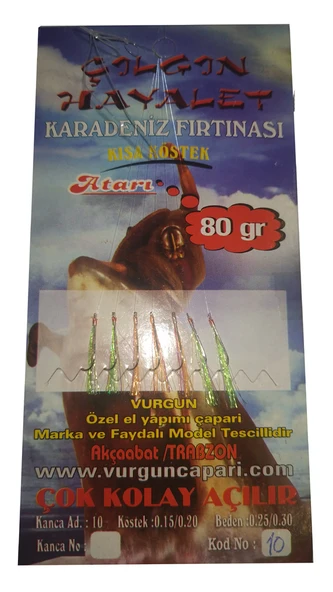 ÇILGIN
HAYALET
KARADENİZ FIRTINASI
KISA KÖSTEK
Atarı
80 gr
VURGUN
Özel el yapımı çapari
Marka ve Faydalı Model Tescillidir
Akçaabat /TRABZON
www.vurguncapari.com
ÇOK KOLAY AÇILIR
Kanca Ad. : 10 Köstek :0.15/0.20 Beden :0.25/0.30
Kanca No : Kod No : 10